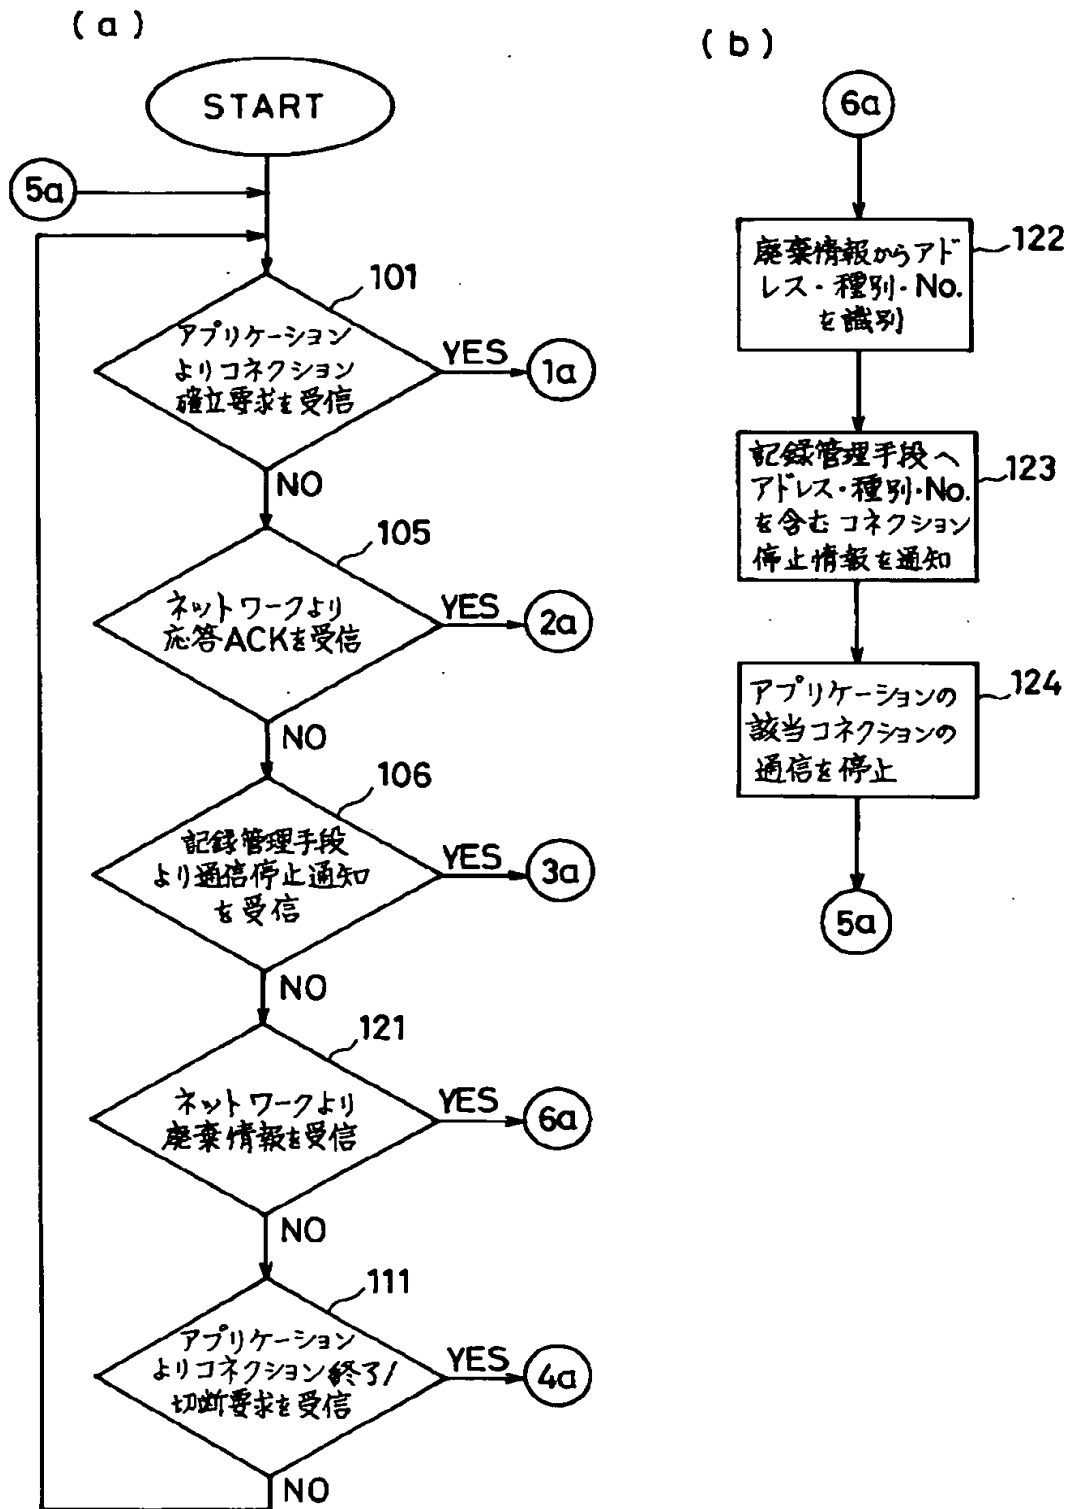 (a)
START
5a
101
アプリケーション
よりコネクション
確立要求を受信
YES
1a
NO
105
ネットワークより
応答ACKを受信
YES
2a
NO
106
記録管理手段
より通信停止通知
を受信
YES
3a
NO
121
ネットワークより
廃棄情報を受信
YES
6a
NO
111
アプリケーション
よりコネクション終了/
切断要求を受信
YES
4a
NO
(b)
6a
122
廃棄情報からアド
レス・種別・No.
を識別
123
記録管理手段へ
アドレス・種別・No.
を含むコネクション
停止情報を通知
124
アプリケーションの
該当コネクションの
通信を停止
5a